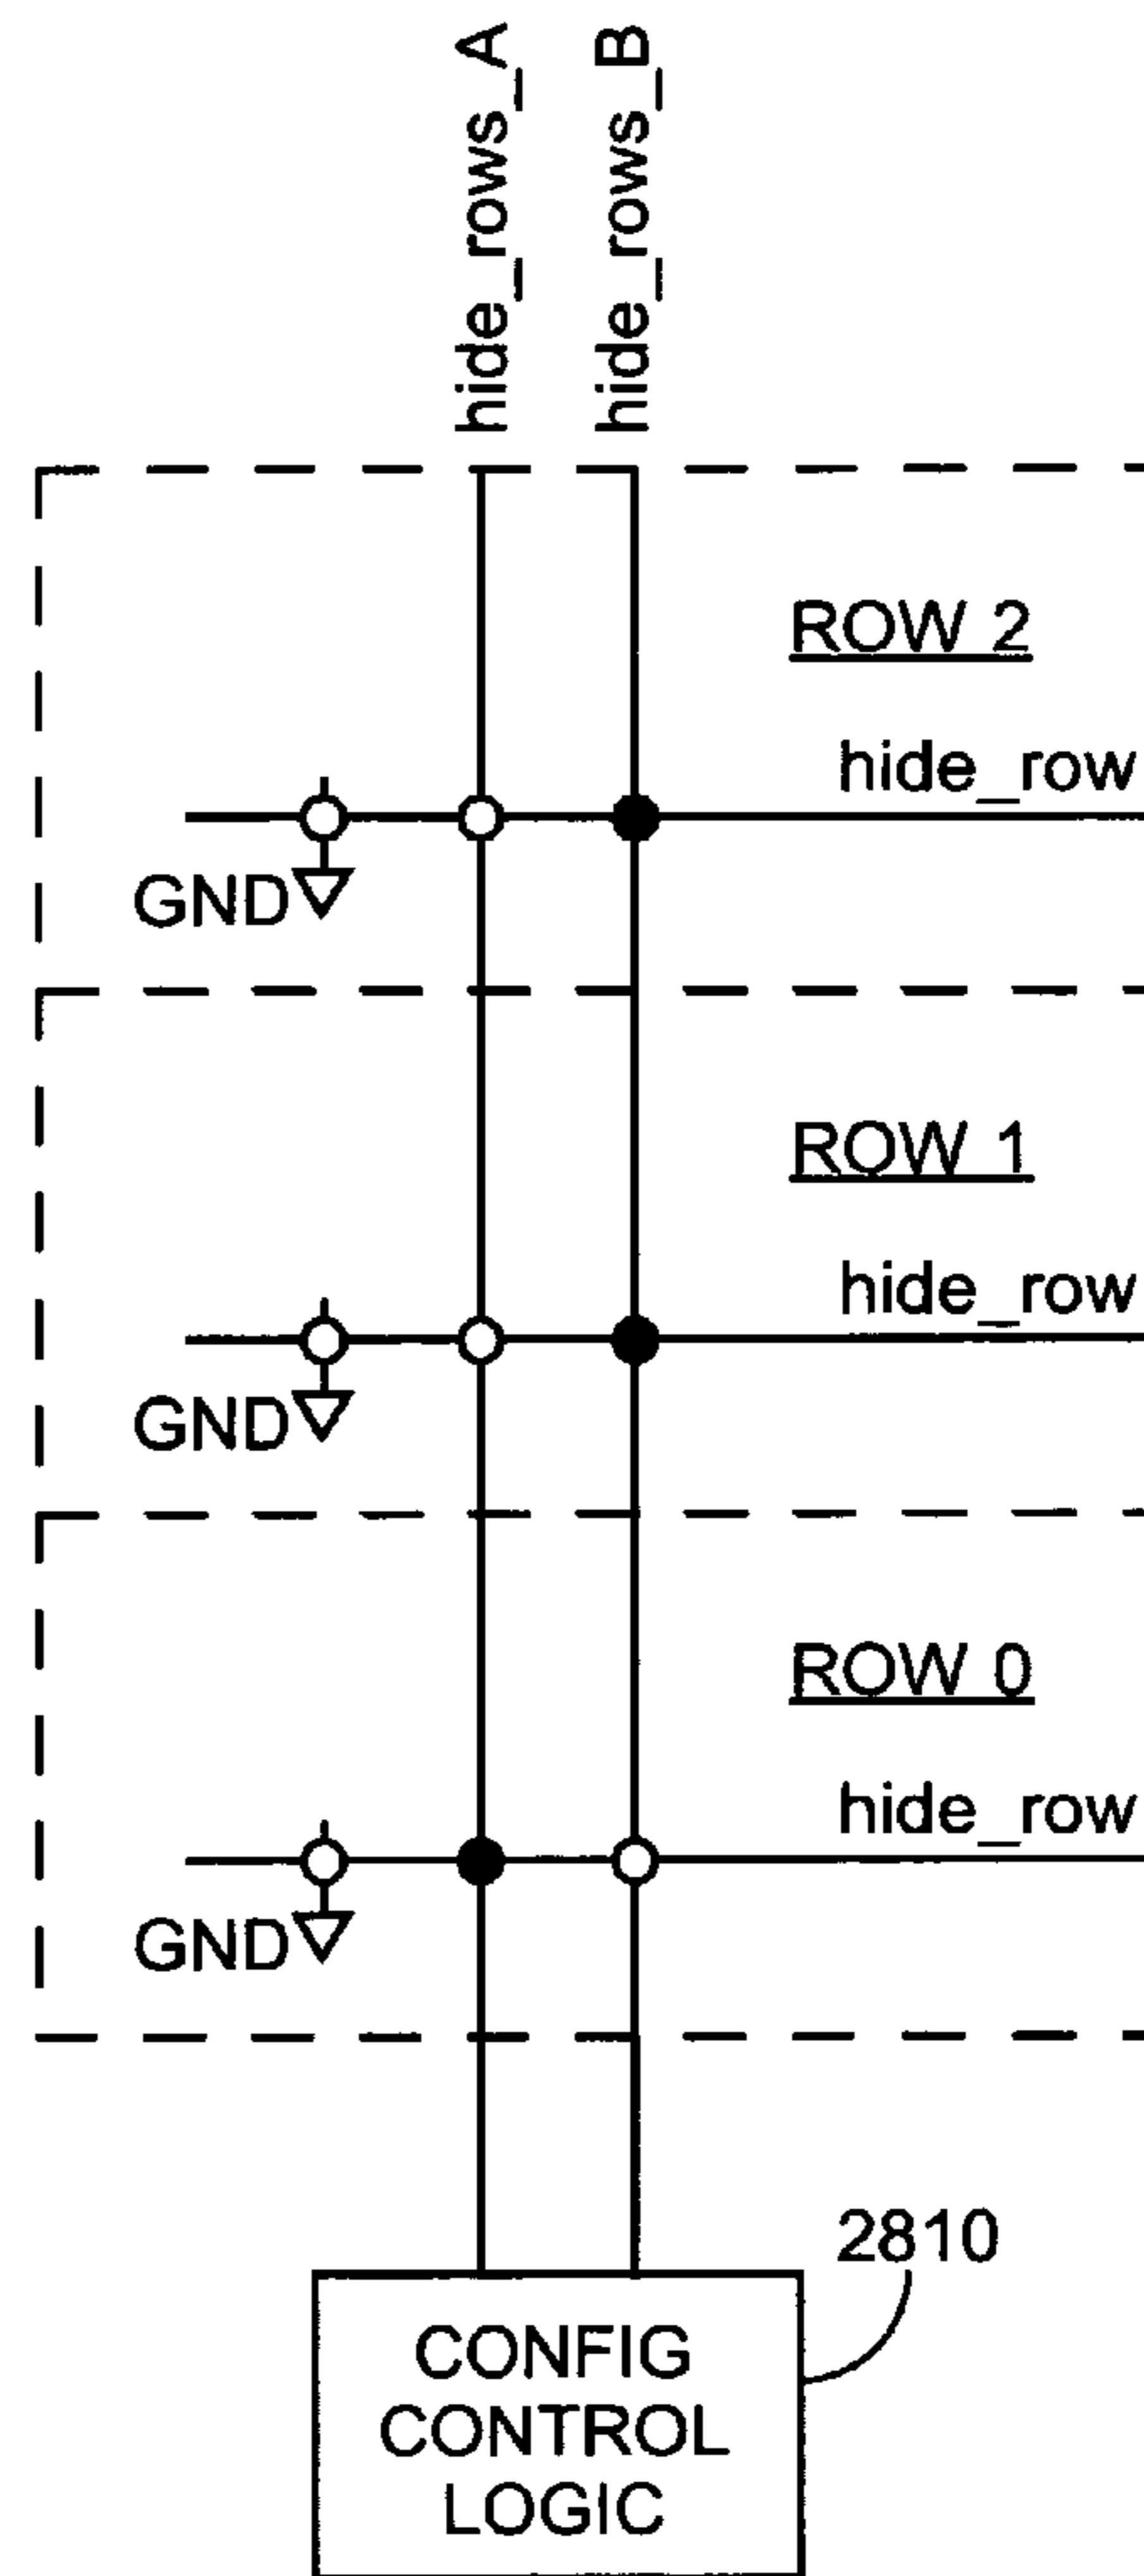 hide_rows_A
hide_rows_B
ROW 2
hide_row
GND
ROW 1
hide_row
GND
ROW 0
hide_row
GND
2810
CONFIG
CONTROL
LOGIC